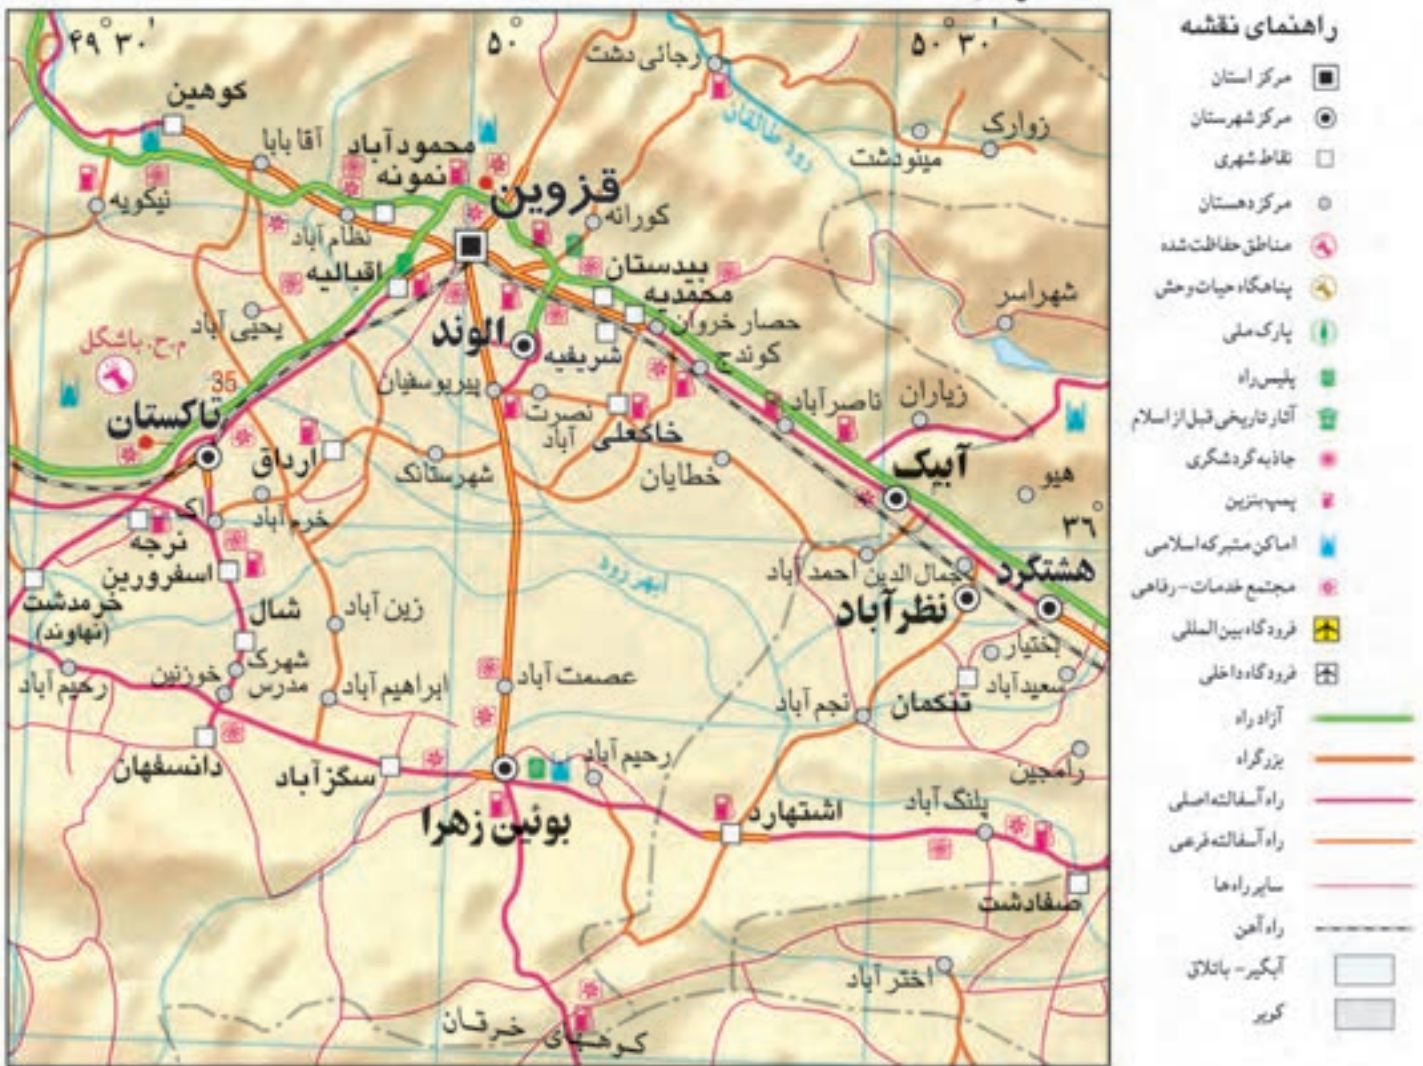 ۴۹° ۳۰'
۵۰°
۵۰° ۳۰'
کوهین
رجائی دشت
رود طالقان
زوارک
آقا بابا
محمود آباد
نمونه
مینودشت
نیکویه
قزوین
کورانه
نظام آباد
اقبالیه
بیدستان
محمدیه
شهراسر
یحیی آباد
الوند
حصار خروان
شریفیه
کوندج
م.ح. باشگل
35
پیریوسفیان
تاکستان
نصرت
آباد
ناصرآباد
زیاران
خاکعلی
ارداق
شهرستانک
خطایان
آبیک
هیو
اک
خرم آباد
۳۶°
نرجه
اسفرورین
ابهر رود
احمد آباد
جمال الدین
هشتگرد
خرمدشت
(نهاوند)
شال
زین آباد
نظرآباد
بختیار
رحیم آباد
خوزنین
شهرک
مدرس
ابراهیم آباد
عصمت آباد
نجم آباد
تنکمان
سعیدآباد
دانسفهان
سگزآباد
رحیم آباد
رامجین
بوئین زهرا
اشتهارد
پلنگ آباد
صفادشت
اختر آباد
کوههای خرقان
راهنمای نقشه
مرکز استان
مرکز شهرستان
نقاط شهری
مرکز دهستان
مناطق حفاظت شده
پناهگاه حیات وحش
پارک ملی
پلیس راه
آثار تاریخی قبل از اسلام
جاذبه گردشگری
پمپ بنزین
اماکن متبرکه اسلامی
مجتمع خدمات - رفاهی
فرودگاه بین المللی
فرودگاه داخلی
آزاد راه
بزرگراه
راه آسفالته اصلی
راه آسفالته فرعی
سایر راه ها
راه آهن
آبگیر - باتلاق
کویر